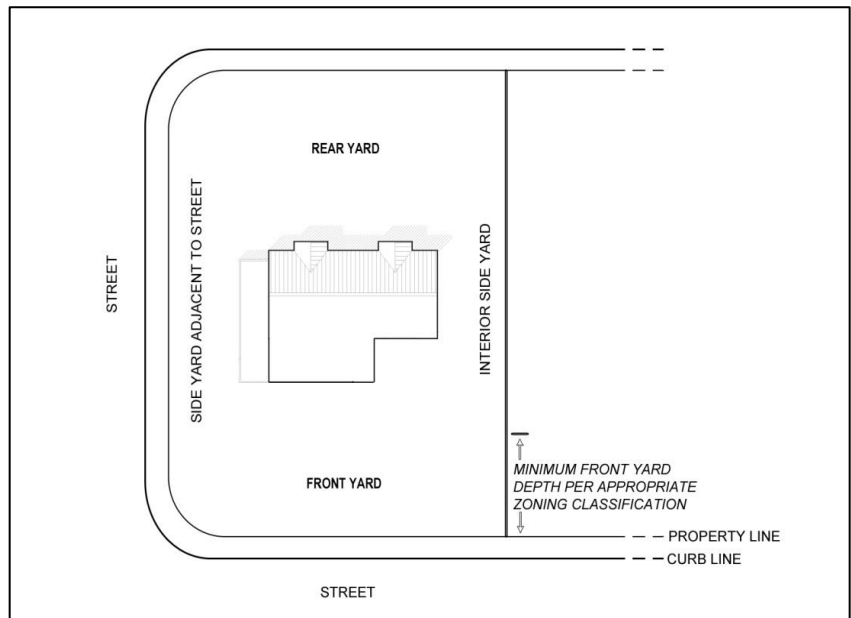 REAR YARD
SIDE YARD ADJACENT TO STREET
STREET
INTERIOR SIDE YARD
FRONT YARD
MINIMUM FRONT YARD
DEPTH PER APPROPRIATE
ZONING CLASSIFICATION
PROPERTY LINE
CURB LINE
STREET